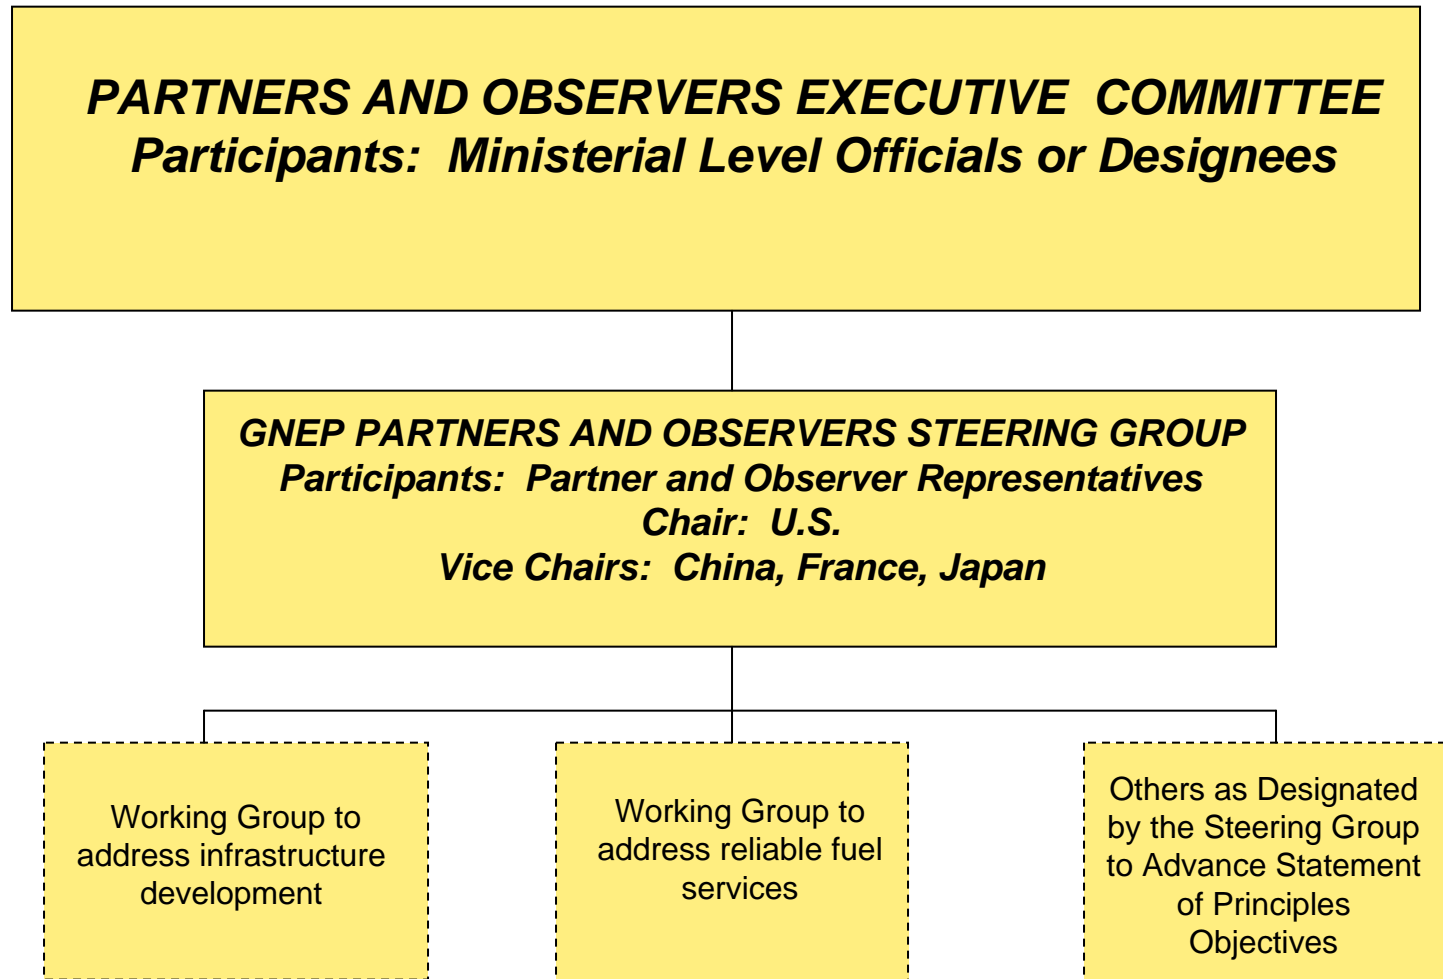 PARTNERS AND OBSERVERS EXECUTIVE COMMITTEE
Participants: Ministerial Level Officials or Designees
GNEP PARTNERS AND OBSERVERS STEERING GROUP
Participants: Partner and Observer Representatives
Chair: U.S.
Vice Chairs: China, France, Japan
Working Group to
address infrastructure
development
Working Group to
address reliable fuel
services
Others as Designated
by the Steering Group
to Advance Statement
of Principles
Objectives